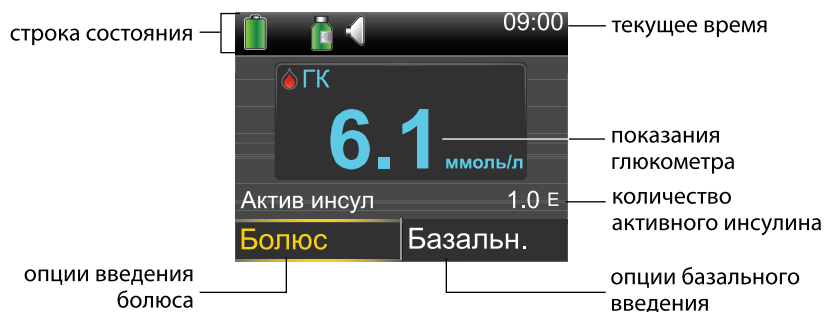 строка состояния
09:00
текущее время
ГК
6.1
ммоль/л
показания
глюкометра
Актив инсул
1.0 E
количество
активного инсулина
Болюс
Базальн.
опции введения
болюса
опции базального
введения